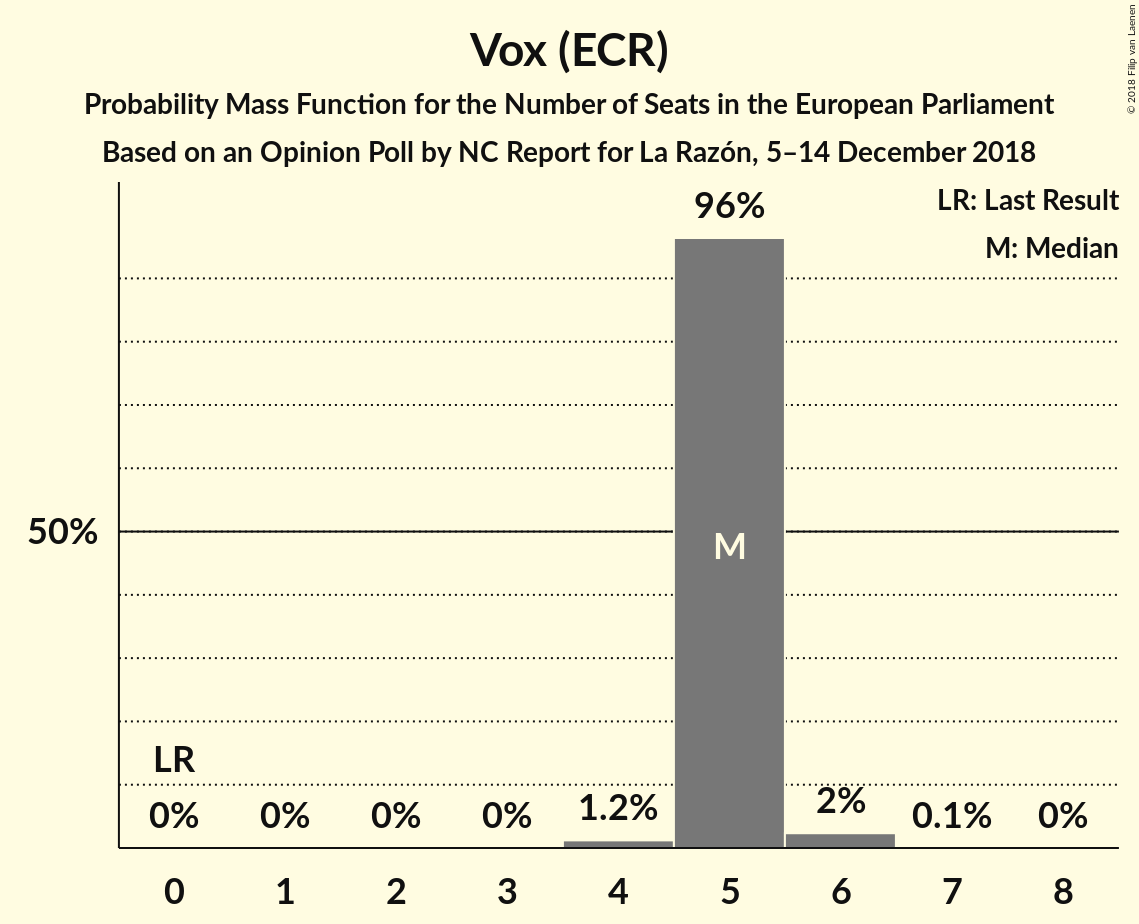 Vox (ECR)
Probability Mass Function for the Number of Seats in the European Parliament
Based on an Opinion Poll by NC Report for La Razón, 5–14 December 2018
© 2018 Filip van Laenen
LR: Last Result
M: Median
96%
50%
M
LR
0% 0% 0% 0% 1.2% 2% 0.1% 0%
0 1 2 3 4 5 6 7 8